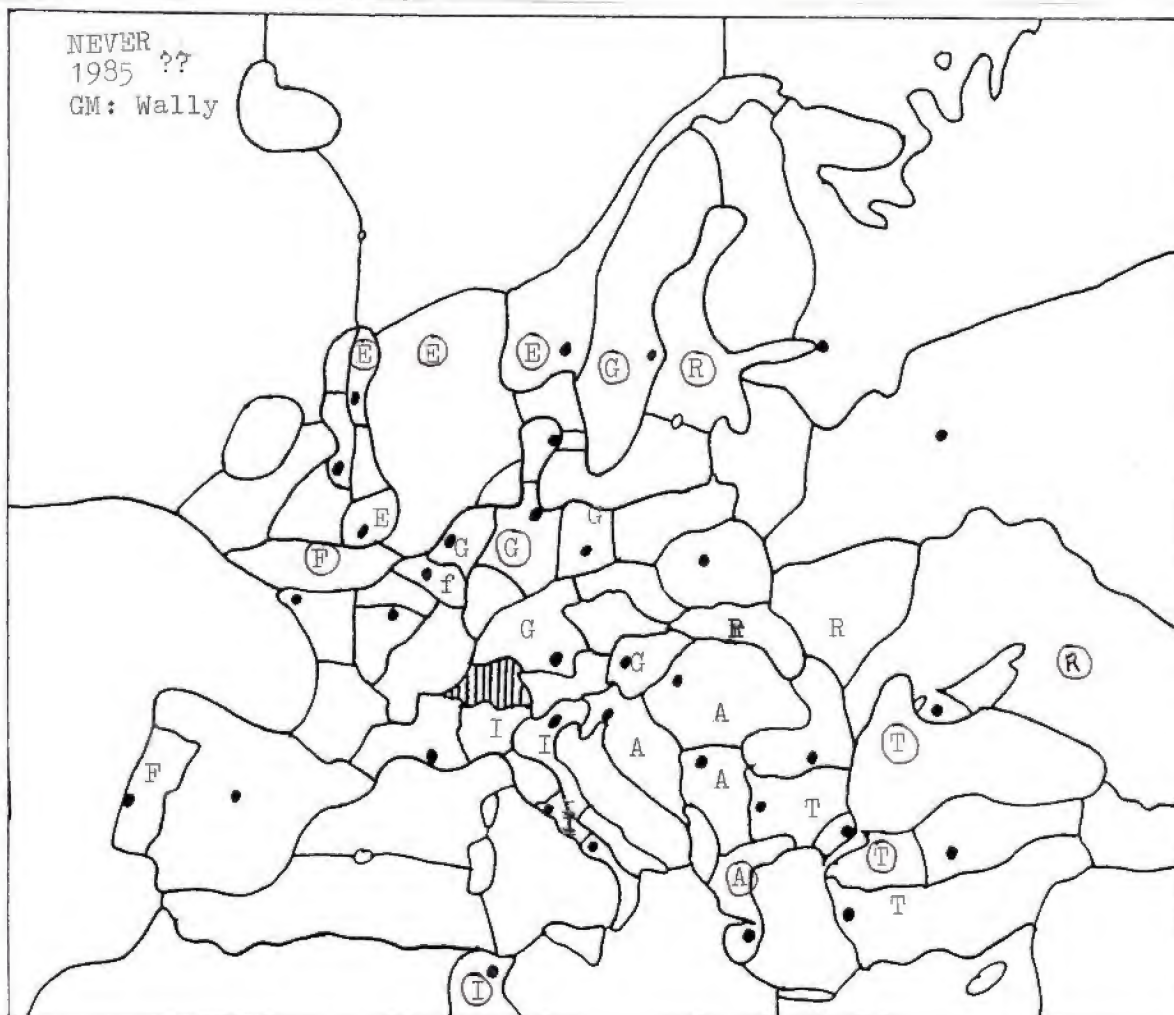 NEVER
1985 ??
GM: Wally
E E E G R
E G
F G G
f
G R R
G R
A
I I A T
F A
T
T
A T
I